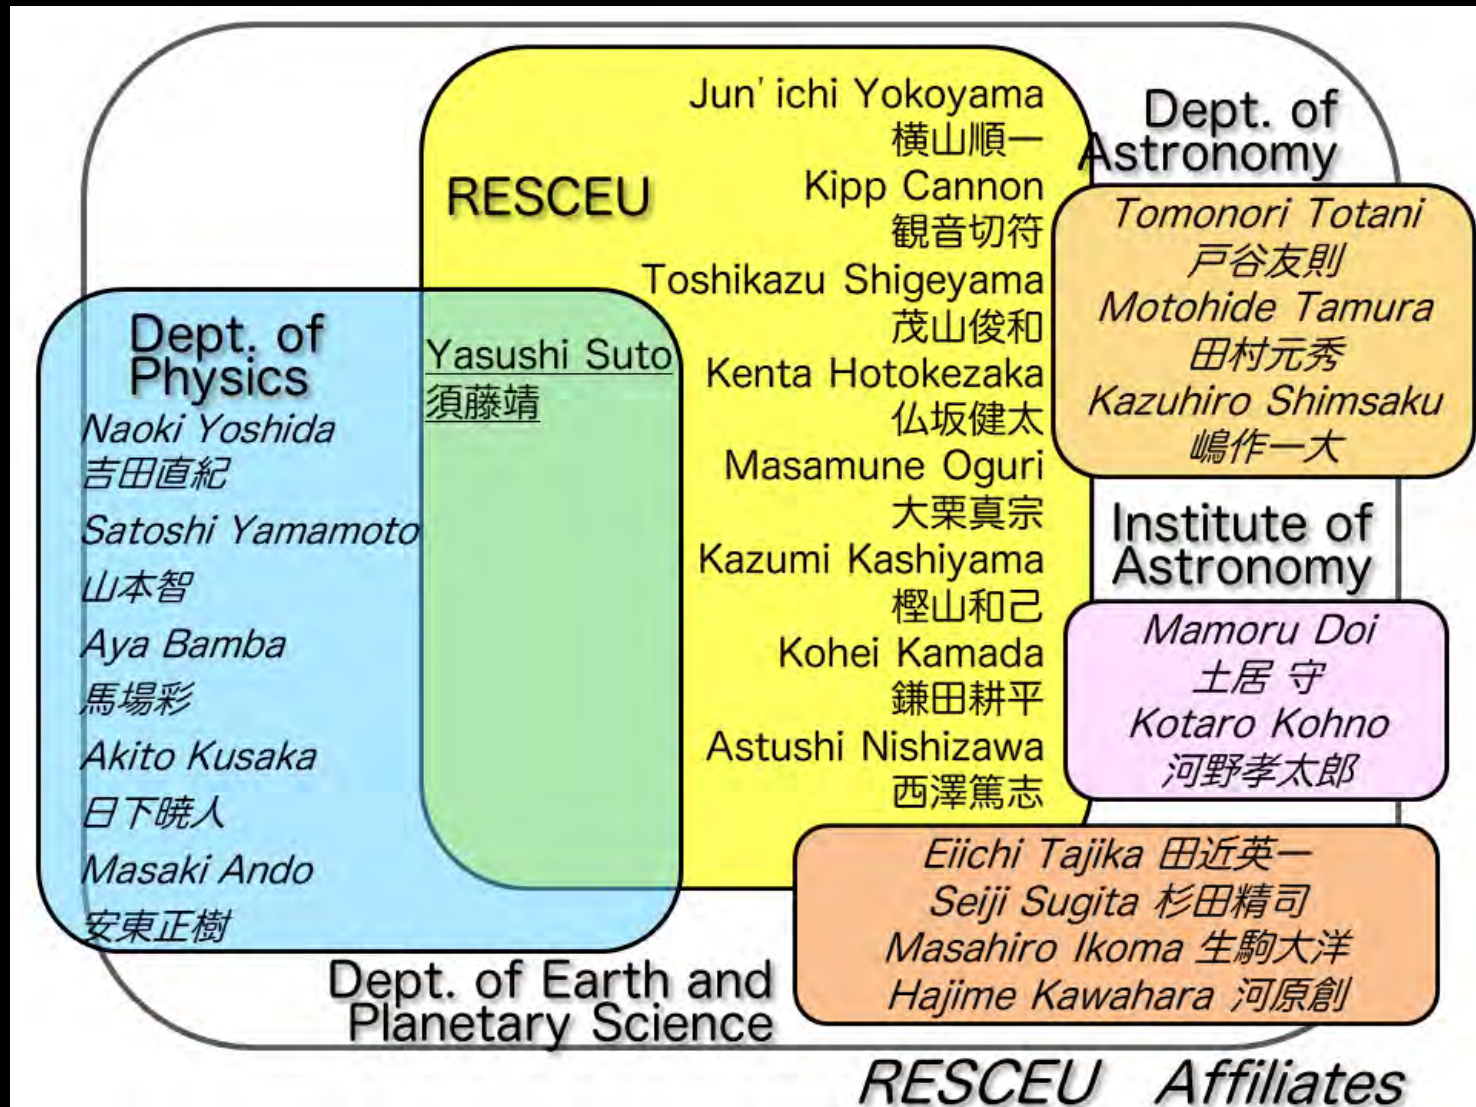 RESCEU
Jun'ichi Yokoyama
横山順一
Kipp Cannon
観音切符
Toshikazu Shigeyama
茂山俊和
Kenta Hotokezaka
仏坂健太
Masamune Oguri
大栗真宗
Kazumi Kashiyama
樫山和己
Kohei Kamada
鎌田耕平
Astushi Nishizawa
西澤篤志
Dept. of
Astronomy
Tomonori Totani
戸谷友則
Motohide Tamura
田村元秀
Kazuhiro Shimsaku
嶋作一大
Dept. of
Physics
Naoki Yoshida
吉田直紀
Satoshi Yamamoto
山本智
Aya Bamba
馬場彩
Akito Kusaka
日下暁人
Masaki Ando
安東正樹
Yasushi Suto
須藤靖
Institute of
Astronomy
Mamoru Doi
土居 守
Kotaro Kohno
河野孝太郎
Dept. of Earth and
Planetary Science
Eiichi Tajika 田近英一
Seiji Sugita 杉田精司
Masahiro Ikoma 生駒大洋
Hajime Kawahara 河原創
RESCEU Affiliates